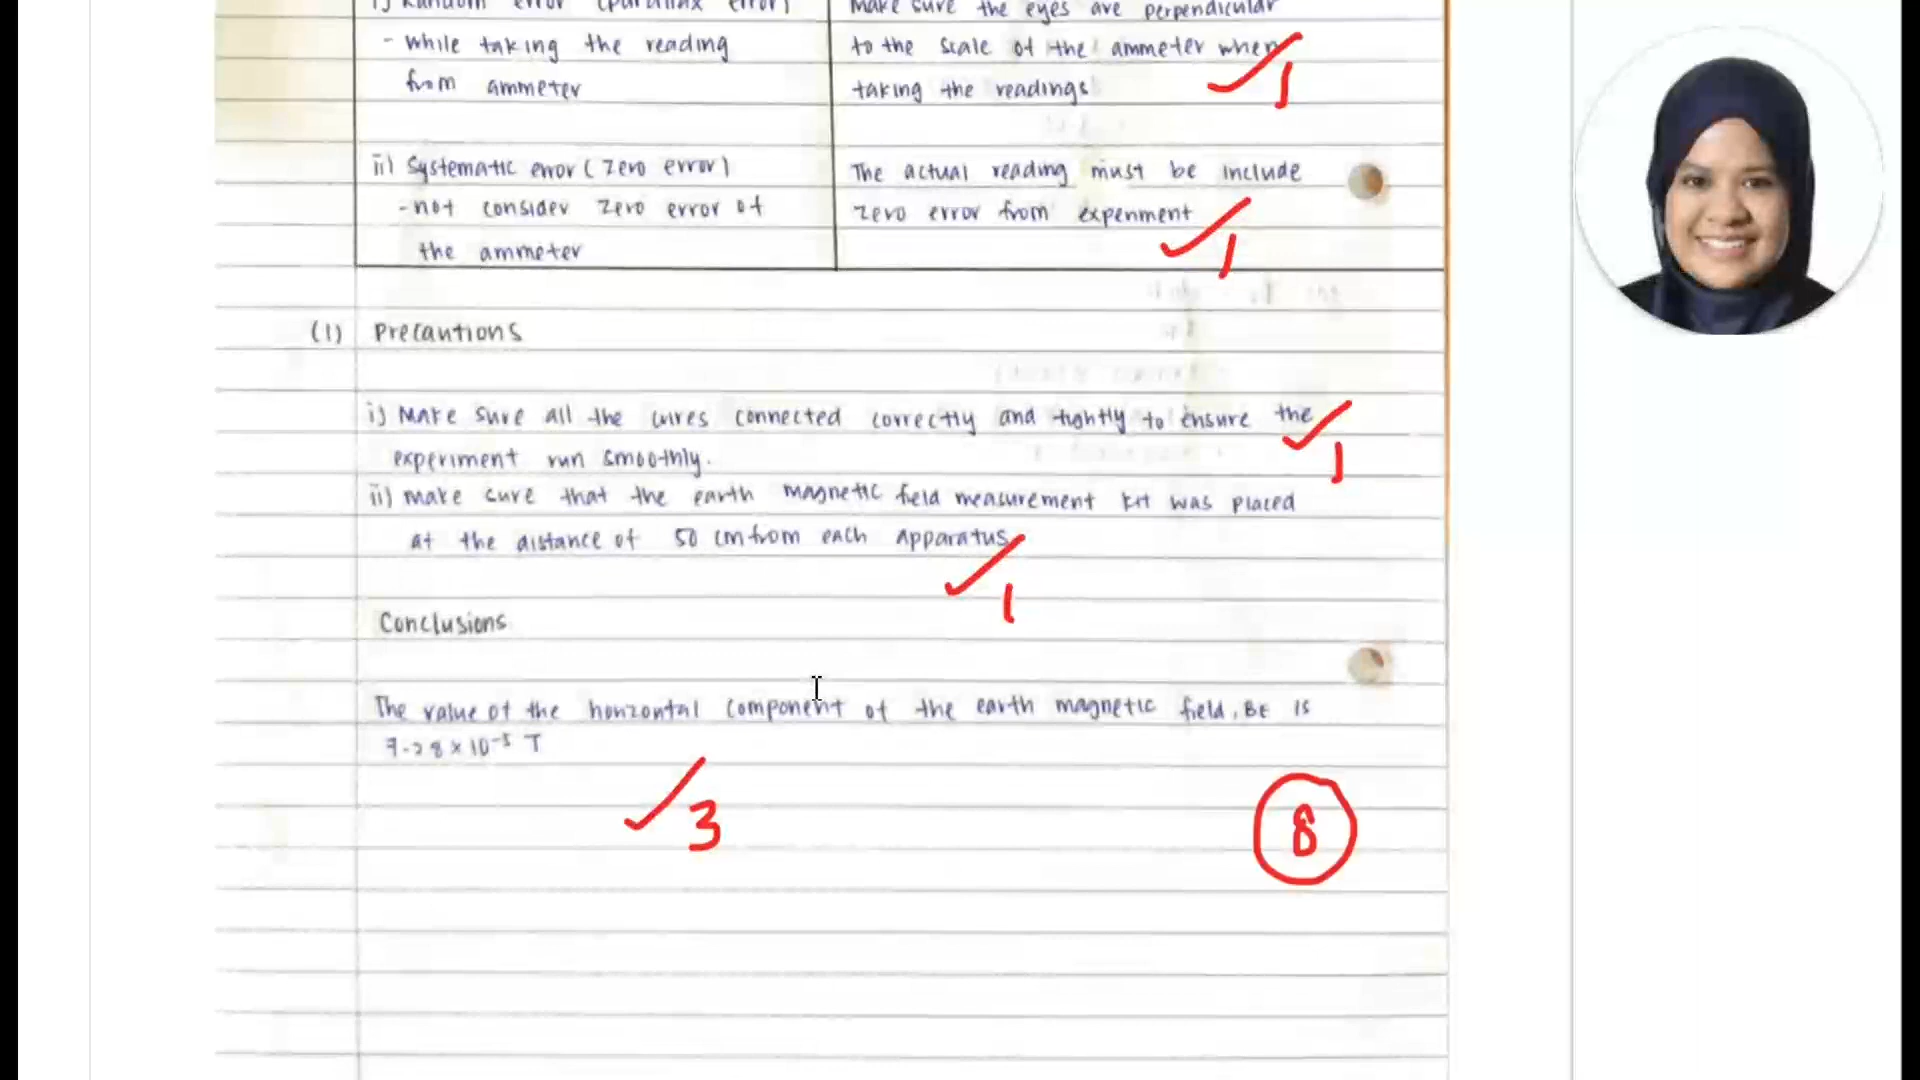 i) Random error (parallax error)
Make sure the eyes are perpendicular
- while taking the reading
to the scale of the ammeter when
from ammeter
taking the readings
✓1
ii) Systematic error (zero error)
The actual reading must be include
- not consider zero error of
zero error from experiment
the ammeter
✓1
(1) Precautions
i) Make sure all the wires connected correctly and tightly to ensure the
experiment run smoothly.
✓1
ii) make sure that the earth magnetic field measurement kit was placed
at the distance of 50 cm from each apparatus
✓1
Conclusions
The value of the horizontal component of the earth magnetic field, BE is
× 10⁻⁵ T
✓3
8